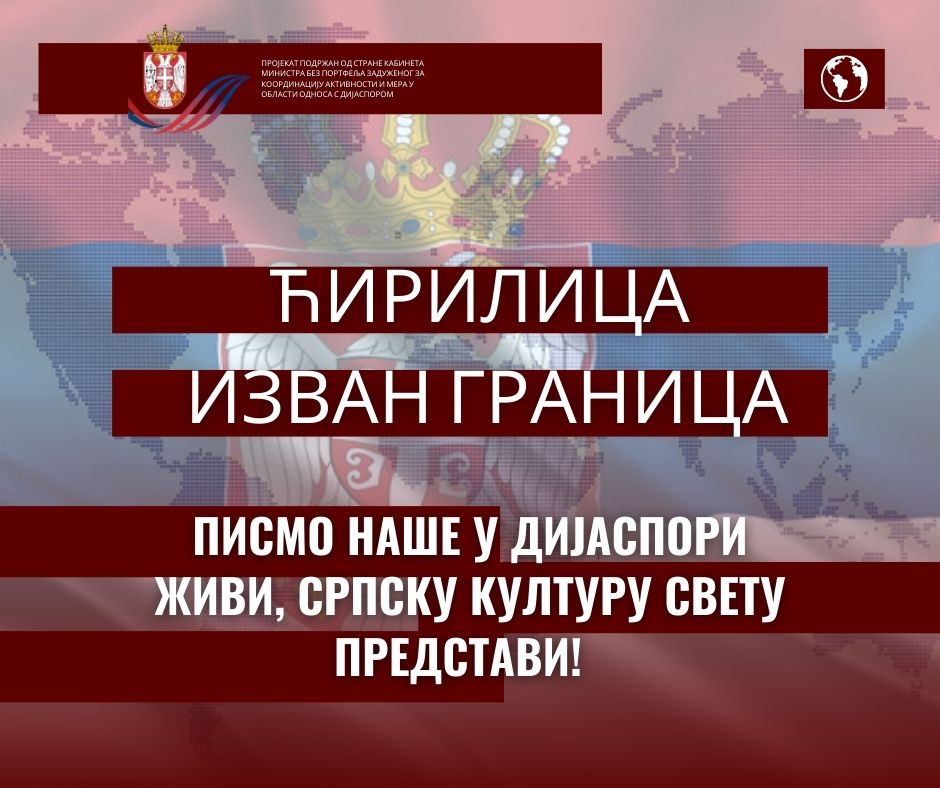 ПРОЈЕКАТ ПОДРЖАН ОД СТРАНЕ КАБИНЕТА
МИНИСТРА БЕЗ ПОРТФЕЉА ЗАДУЖЕНОГ ЗА
КООРДИНАЦИЈУ АКТИВНОСТИ И МЕРА У
ОБЛАСТИ ОДНОСА С ДИЈАСПОРОМ
ЋИРИЛИЦА
ИЗВАН ГРАНИЦА
ПИСМО НАШЕ У ДИЈАСПОРИ
ЖИВИ, СРПСКУ КУЛТУРУ СВЕТУ
ПРЕДСТАВИ!